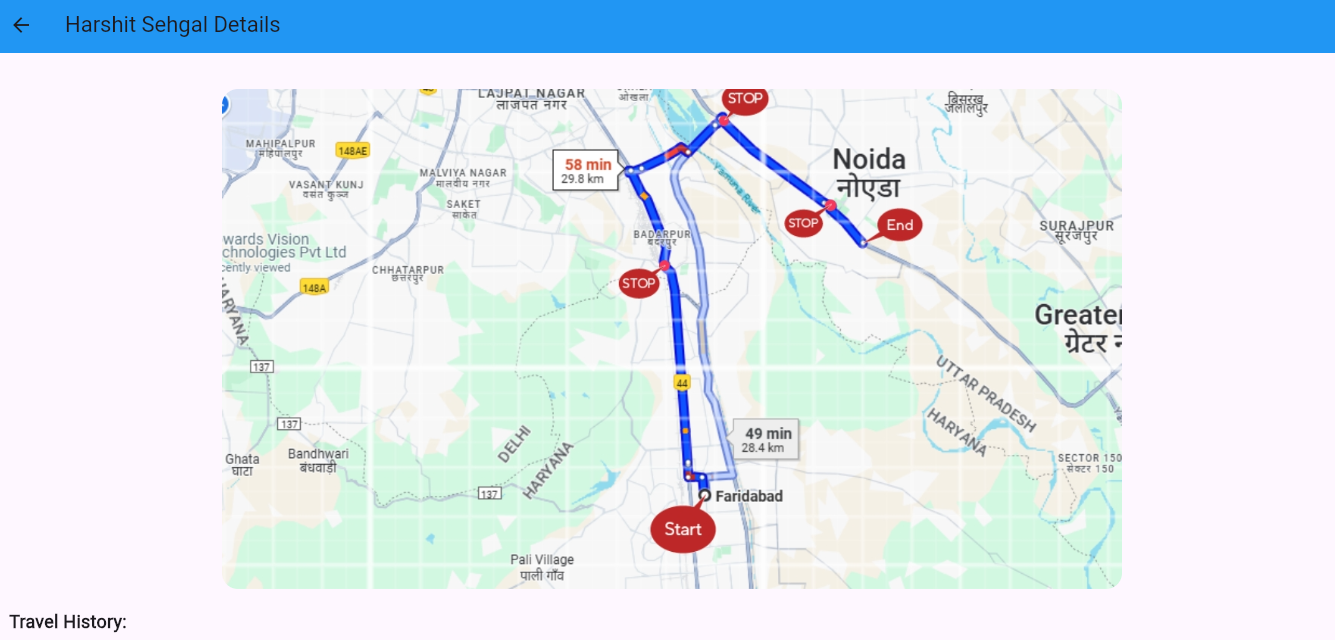 Harshit Sehgal Details
LAJPAT NAGAR
लाजपत नगर
ओखला
STOP
जलालपुर
MAHIPALPUR
महिपालपुर
148AE
58 min
29.8 km
Noida
नोएडा
MALVIYA NAGAR
मालवीय नगर
VASANT KUNJ
वसंत कुञ्ज
Yamuna River
SAKET
साकेत
STOP
End
SURAJPUR
सूरजपुर
BADARPUR
बदरपुर
wards Vision
chnologies Pvt Ltd
cently viewed
CHHATARPUR
छतरपुर
STOP
148A
HARYANA
Greater
ग्रेटर
137
44
UTTAR PRADESH
HARYANA
137
49 min
28.4 km
DELHI
HARYANA
Ghata
घाटा
Bandhwari
बंधवाड़ी
SECTOR 150
सेक्टर 150
137
Faridabad
Start
Pali Village
पाली गाँव
Travel History: